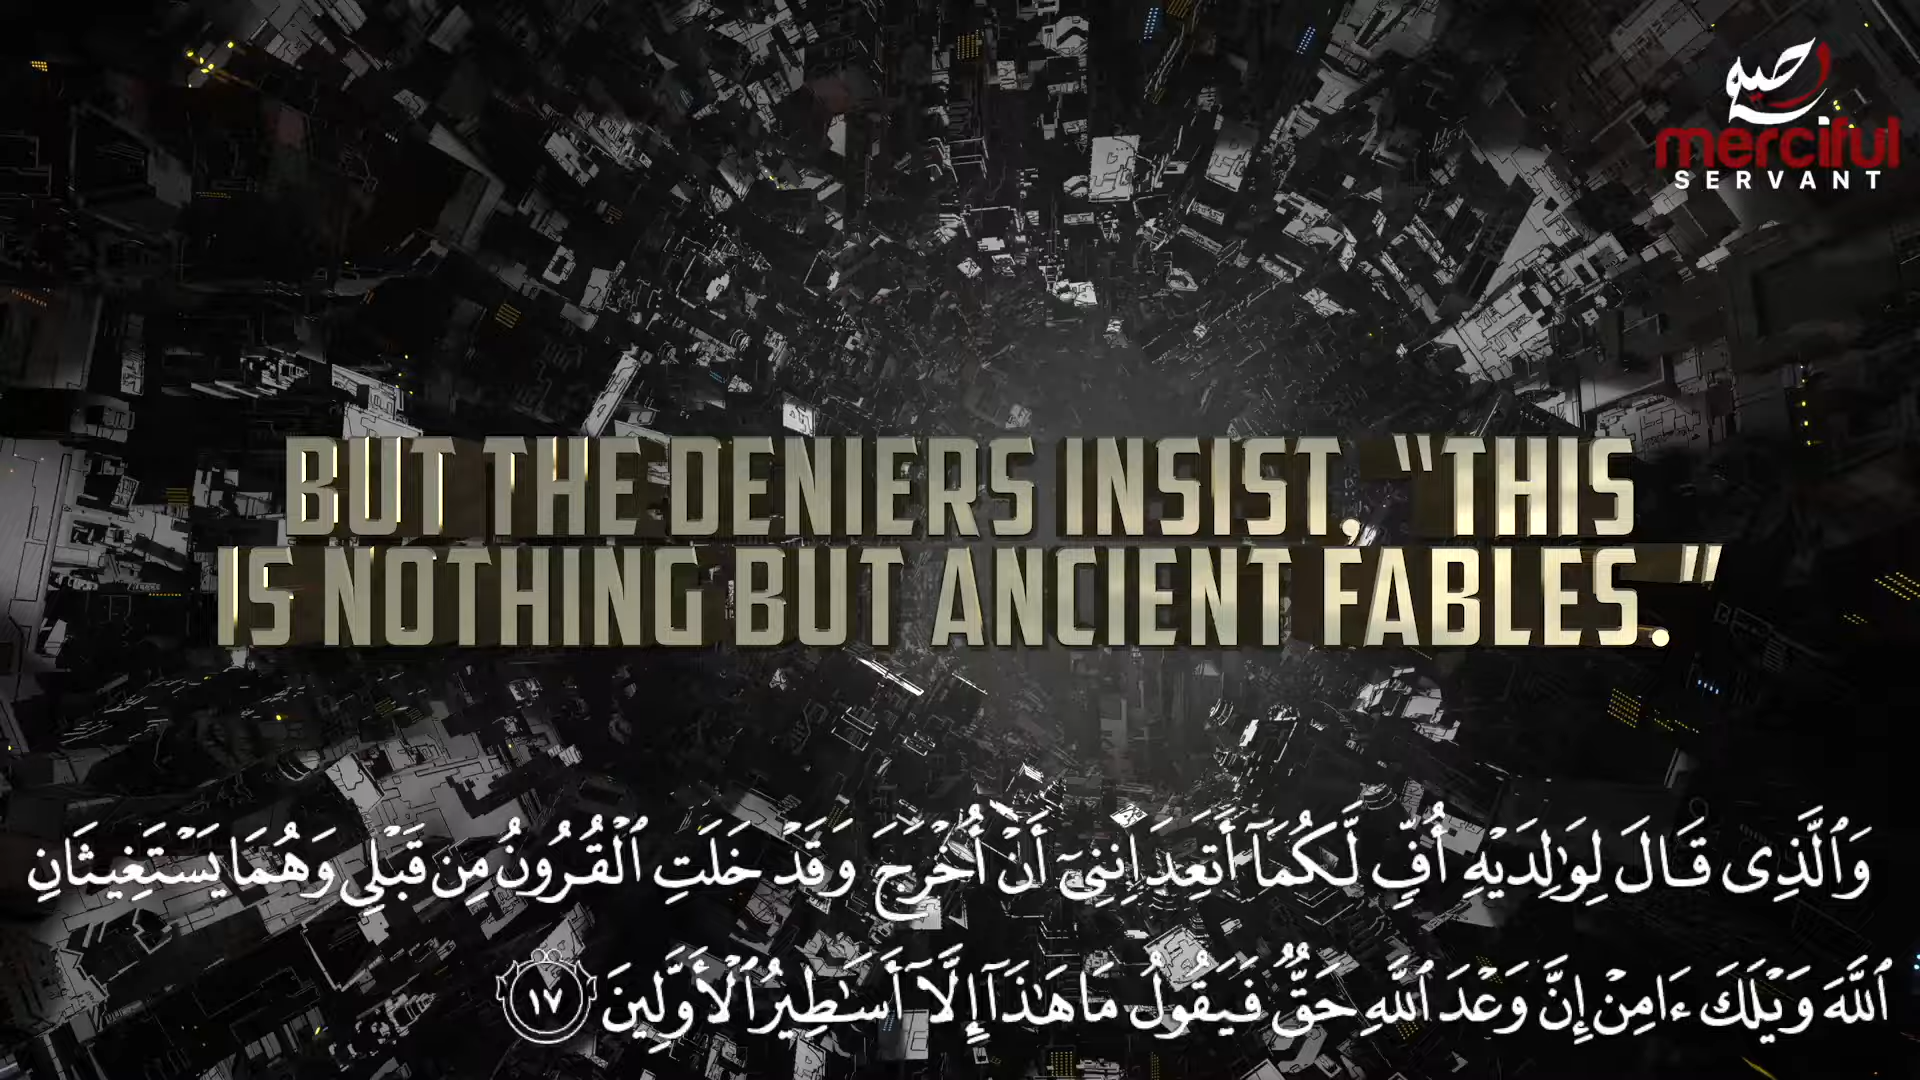 merciful
SERVANT
BUT THE DENIERS INSIST, “THIS
IS NOTHING BUT ANCIENT FABLES.”
وَٱلَّذِى قَالَ لِوَٰلِدَيْهِ أُفٍّ لَّكُمَآ أَتَعِدَانِنِىٓ أَنْ أُخْرَجَ وَقَدْ خَلَتِ ٱلْقُرُونُ مِن قَبْلِى وَهُمَا يَسْتَغِيثَانِ
ٱللَّهَ وَيْلَكَ ءَامِنْ إِنَّ وَعْدَ ٱللَّهِ حَقٌّ فَيَقُولُ مَا هَـٰذَآ إِلَّآ أَسَـٰطِيرُ ٱلْأَوَّلِينَ ١٧